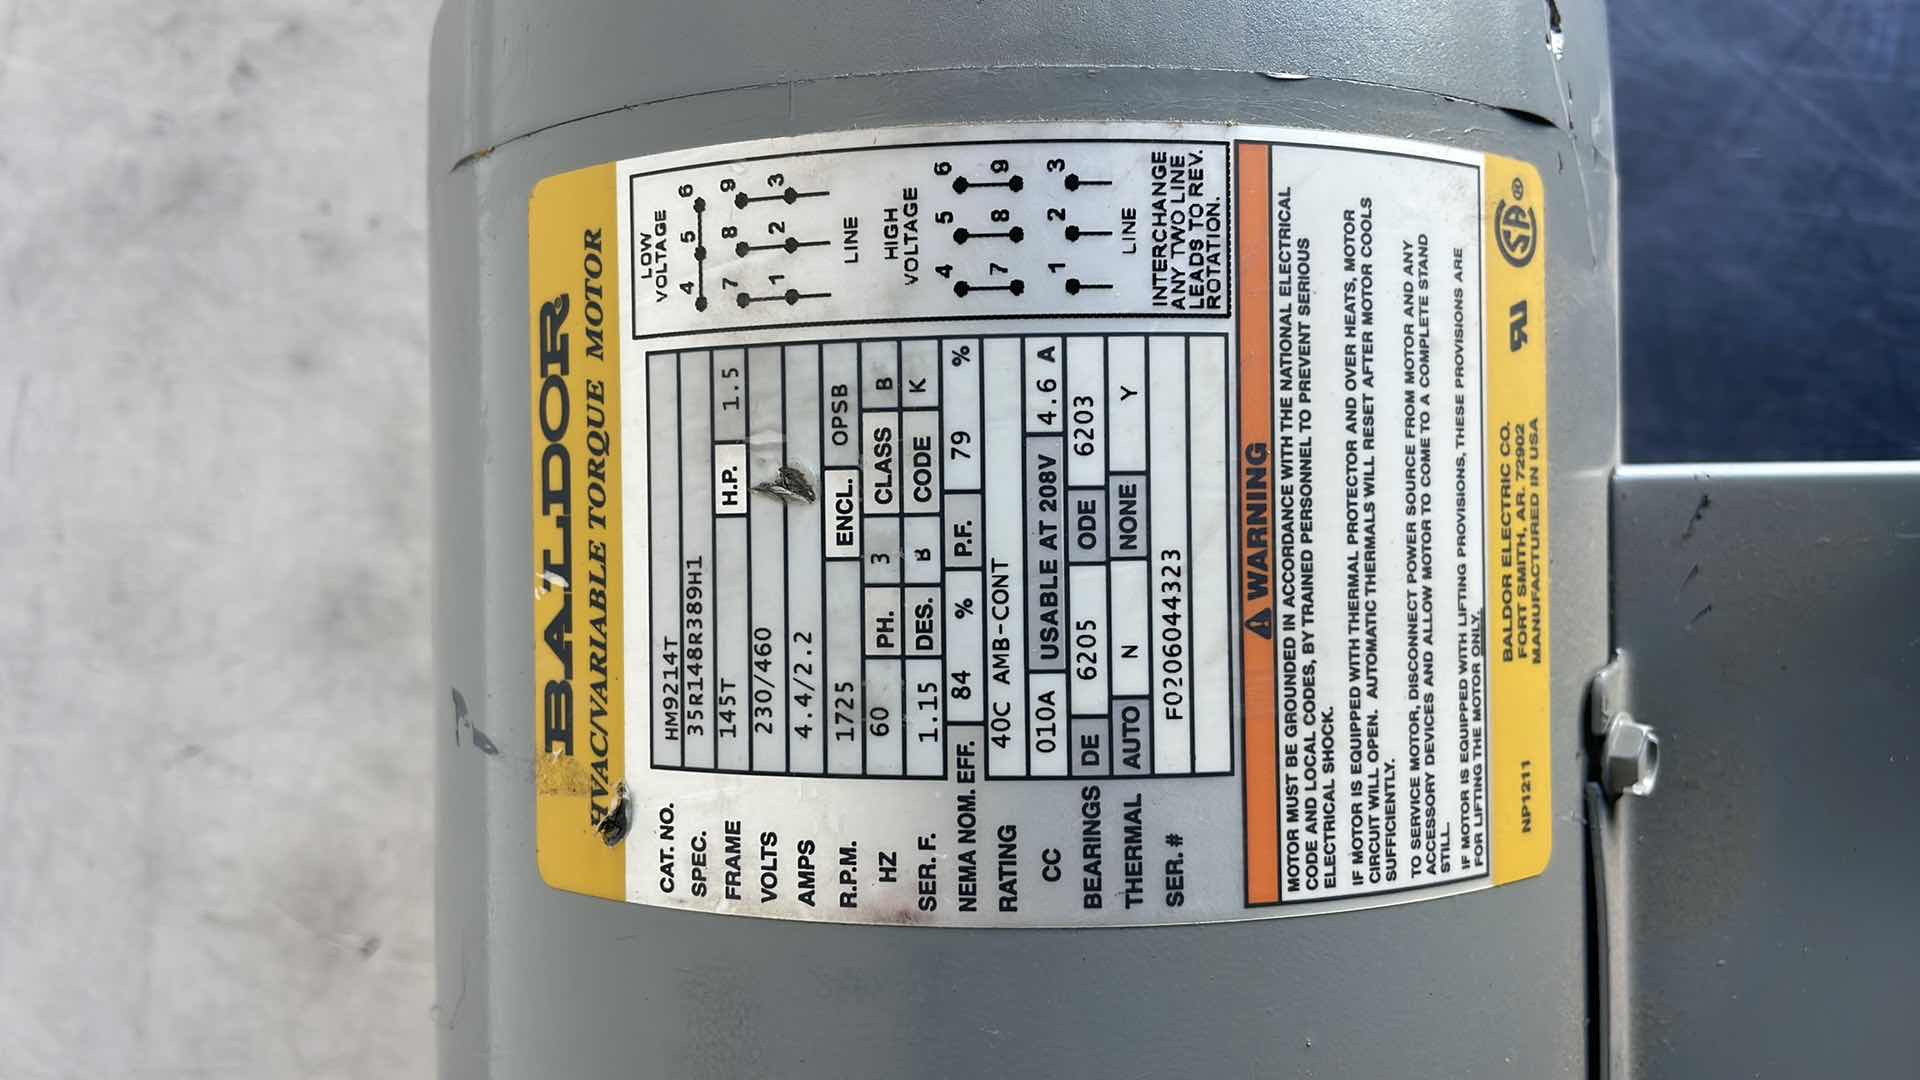 BALDOR®
HVAC/VARIABLE TORQUE MOTOR
CAT. NO. HM9214T
SPEC. 35R148R389H1
FRAME 145T H.P. 1.5
VOLTS 230/460
AMPS 4.4/2.2
R.P.M. 1725 ENCL. OPSB
HZ 60 PH. 3 CLASS B
SER. F. 1.15 DES. B CODE K
NEMA NOM. EFF. 84 % P.F. 79 %
RATING 40C AMB-CONT
CC 010A USABLE AT 208V 4.6 A
BEARINGS DE 6205 ODE 6203
THERMAL AUTO N NONE Y
SER. # F0206044323
LOW
VOLTAGE
4 5 6
7 8 9
1 2 3
LINE
HIGH
VOLTAGE
4 5 6
7 8 9
1 2 3
LINE
INTERCHANGE
ANY TWO LINE
LEADS TO REV.
ROTATION.
WARNING
MOTOR MUST BE GROUNDED IN ACCORDANCE WITH THE NATIONAL ELECTRICAL
CODE AND LOCAL CODES, BY TRAINED PERSONNEL TO PREVENT SERIOUS
ELECTRICAL SHOCK.
IF MOTOR IS EQUIPPED WITH THERMAL PROTECTOR AND OVER HEATS, MOTOR
CIRCUIT WILL OPEN. AUTOMATIC THERMALS WILL RESET AFTER MOTOR COOLS
SUFFICIENTLY.
TO SERVICE MOTOR, DISCONNECT POWER SOURCE FROM MOTOR AND ANY
ACCESSORY DEVICES AND ALLOW MOTOR TO COME TO A COMPLETE STAND
STILL.
IF MOTOR IS EQUIPPED WITH LIFTING PROVISIONS, THESE PROVISIONS ARE
FOR LIFTING THE MOTOR ONLY.
NP1211
BALDOR ELECTRIC CO.
FORT SMITH, AR. 72902
MANUFACTURED IN USA
UR
SA®